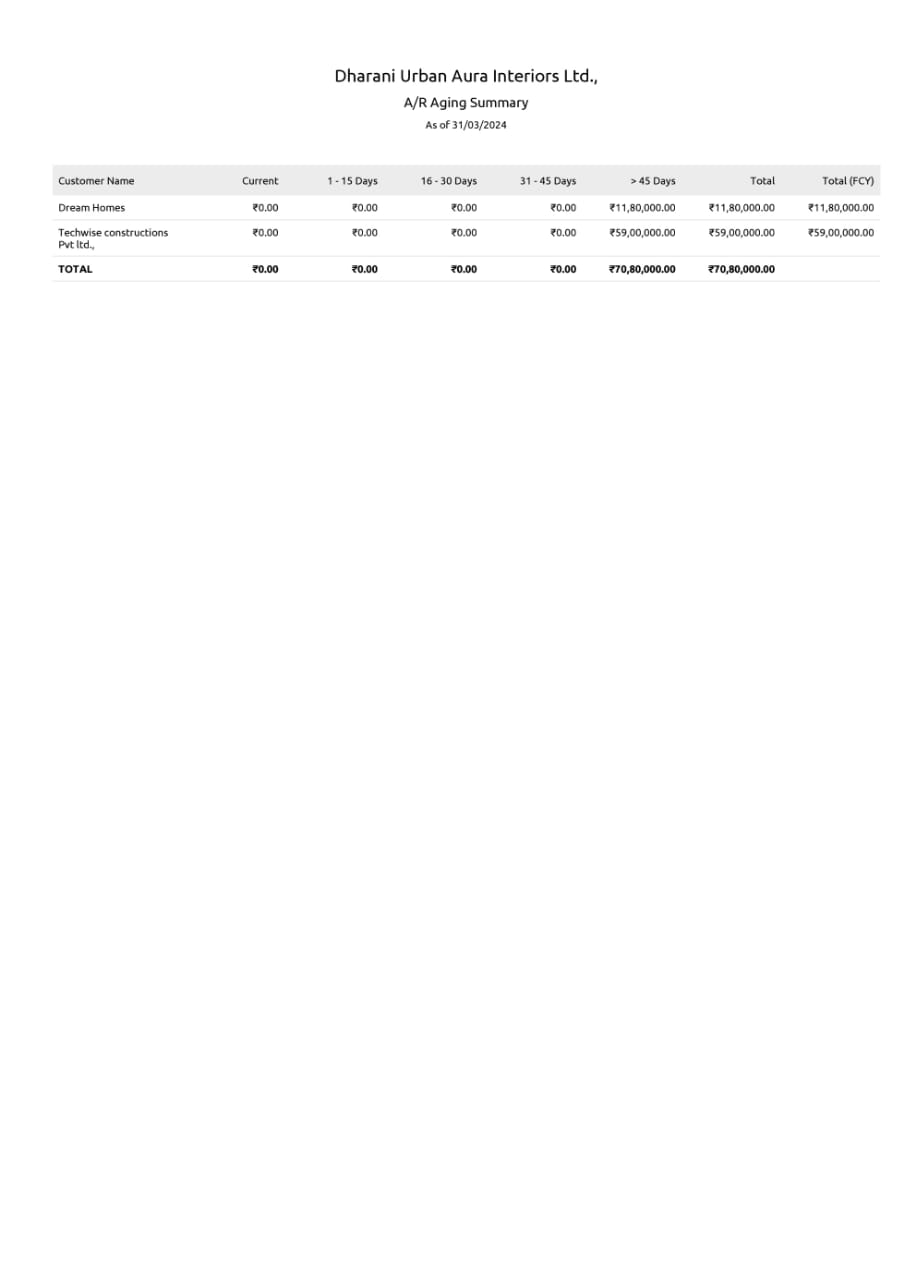 Dharani Urban Aura Interiors Ltd.,
A/R Aging Summary
As of 31/03/2024
Customer Name Current 1 - 15 Days 16 - 30 Days 31 - 45 Days > 45 Days Total Total (FCY)
Dream Homes ₹0.00 ₹0.00 ₹0.00 ₹0.00 ₹11,80,000.00 ₹11,80,000.00 ₹11,80,000.00
Techwise constructions ₹0.00 ₹0.00 ₹0.00 ₹0.00 ₹59,00,000.00 ₹59,00,000.00 ₹59,00,000.00
Pvt ltd.,
TOTAL ₹0.00 ₹0.00 ₹0.00 ₹0.00 ₹70,80,000.00 ₹70,80,000.00